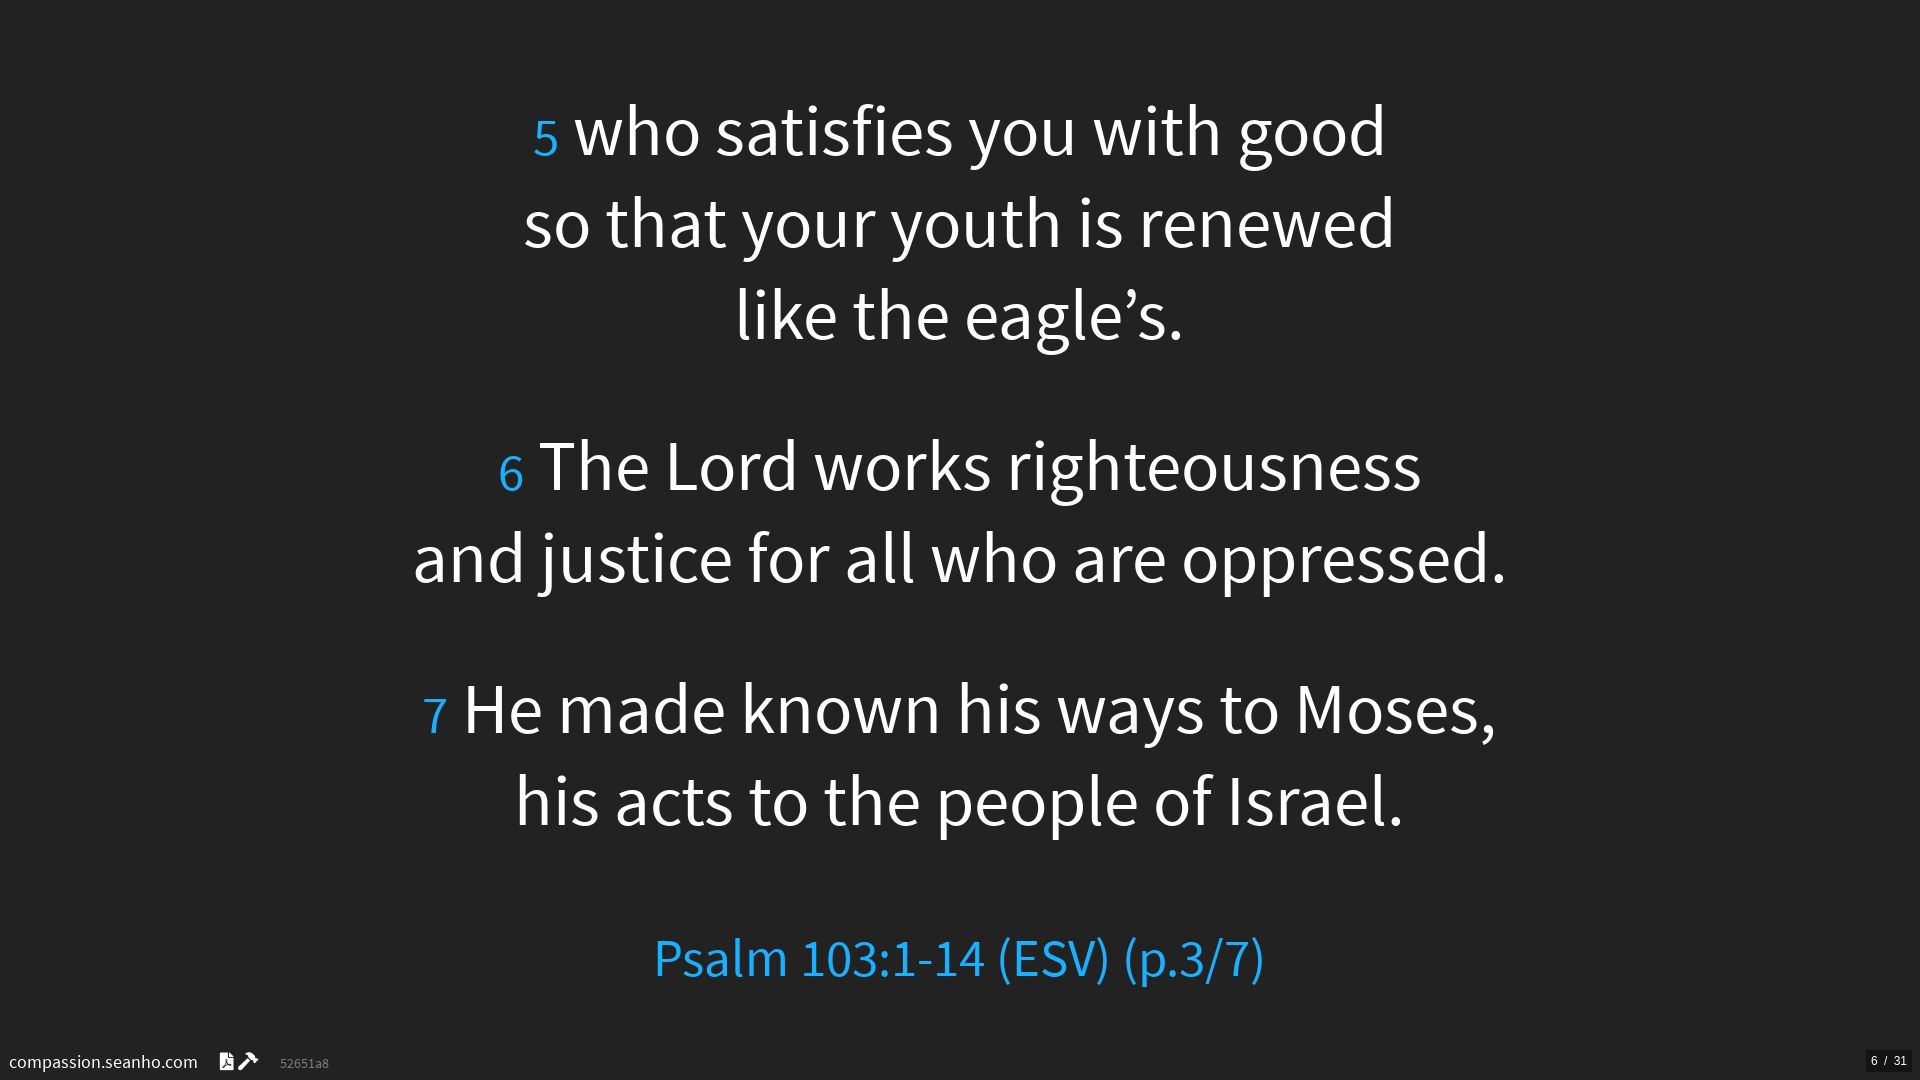 5 who satisfies you with good
so that your youth is renewed
like the eagle’s.
6 The Lord works righteousness
and justice for all who are oppressed.
7 He made known his ways to Moses,
his acts to the people of Israel.
Psalm 103:1-14 (ESV) (p.3/7)
compassion.seanho.com 52651a8
6 / 31